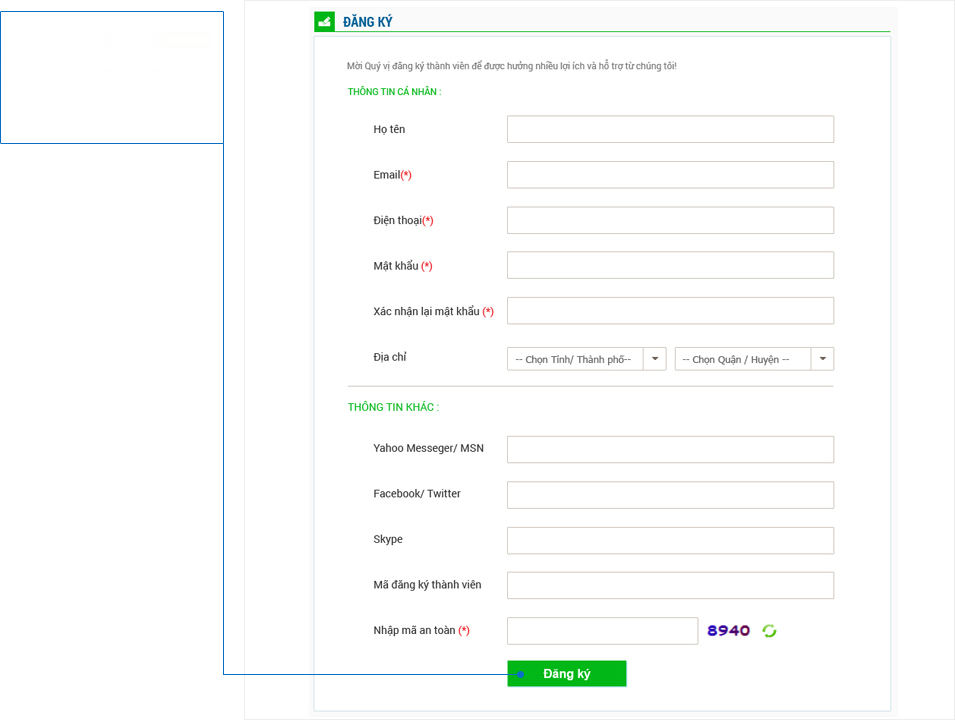 ĐĂNG KÝ
Mời Quý vị đăng ký thành viên để được hưởng nhiều lợi ích và hỗ trợ từ chúng tôi!
THÔNG TIN CÁ NHÂN :
Họ tên
Email(*)
Điện thoại(*)
Mật khẩu (*)
Xác nhận lại mật khẩu (*)
Địa chỉ -- Chọn Tỉnh/ Thành phố-- -- Chọn Quận / Huyện --
THÔNG TIN KHÁC :
Yahoo Messeger/ MSN
Facebook/ Twitter
Skype
Mã đăng ký thành viên
Nhập mã an toàn (*) 8940
Đăng ký